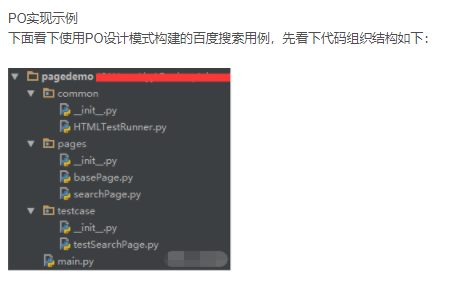 PO实现示例
下面看下使用PO设计模式构建的百度搜索用例，先看下代码组织结构如下：
pagedemo
common
__init__.py
HTMLTestRunner.py
pages
__init__.py
basePage.py
searchPage.py
testcase
__init__.py
testSearchPage.py
main.py